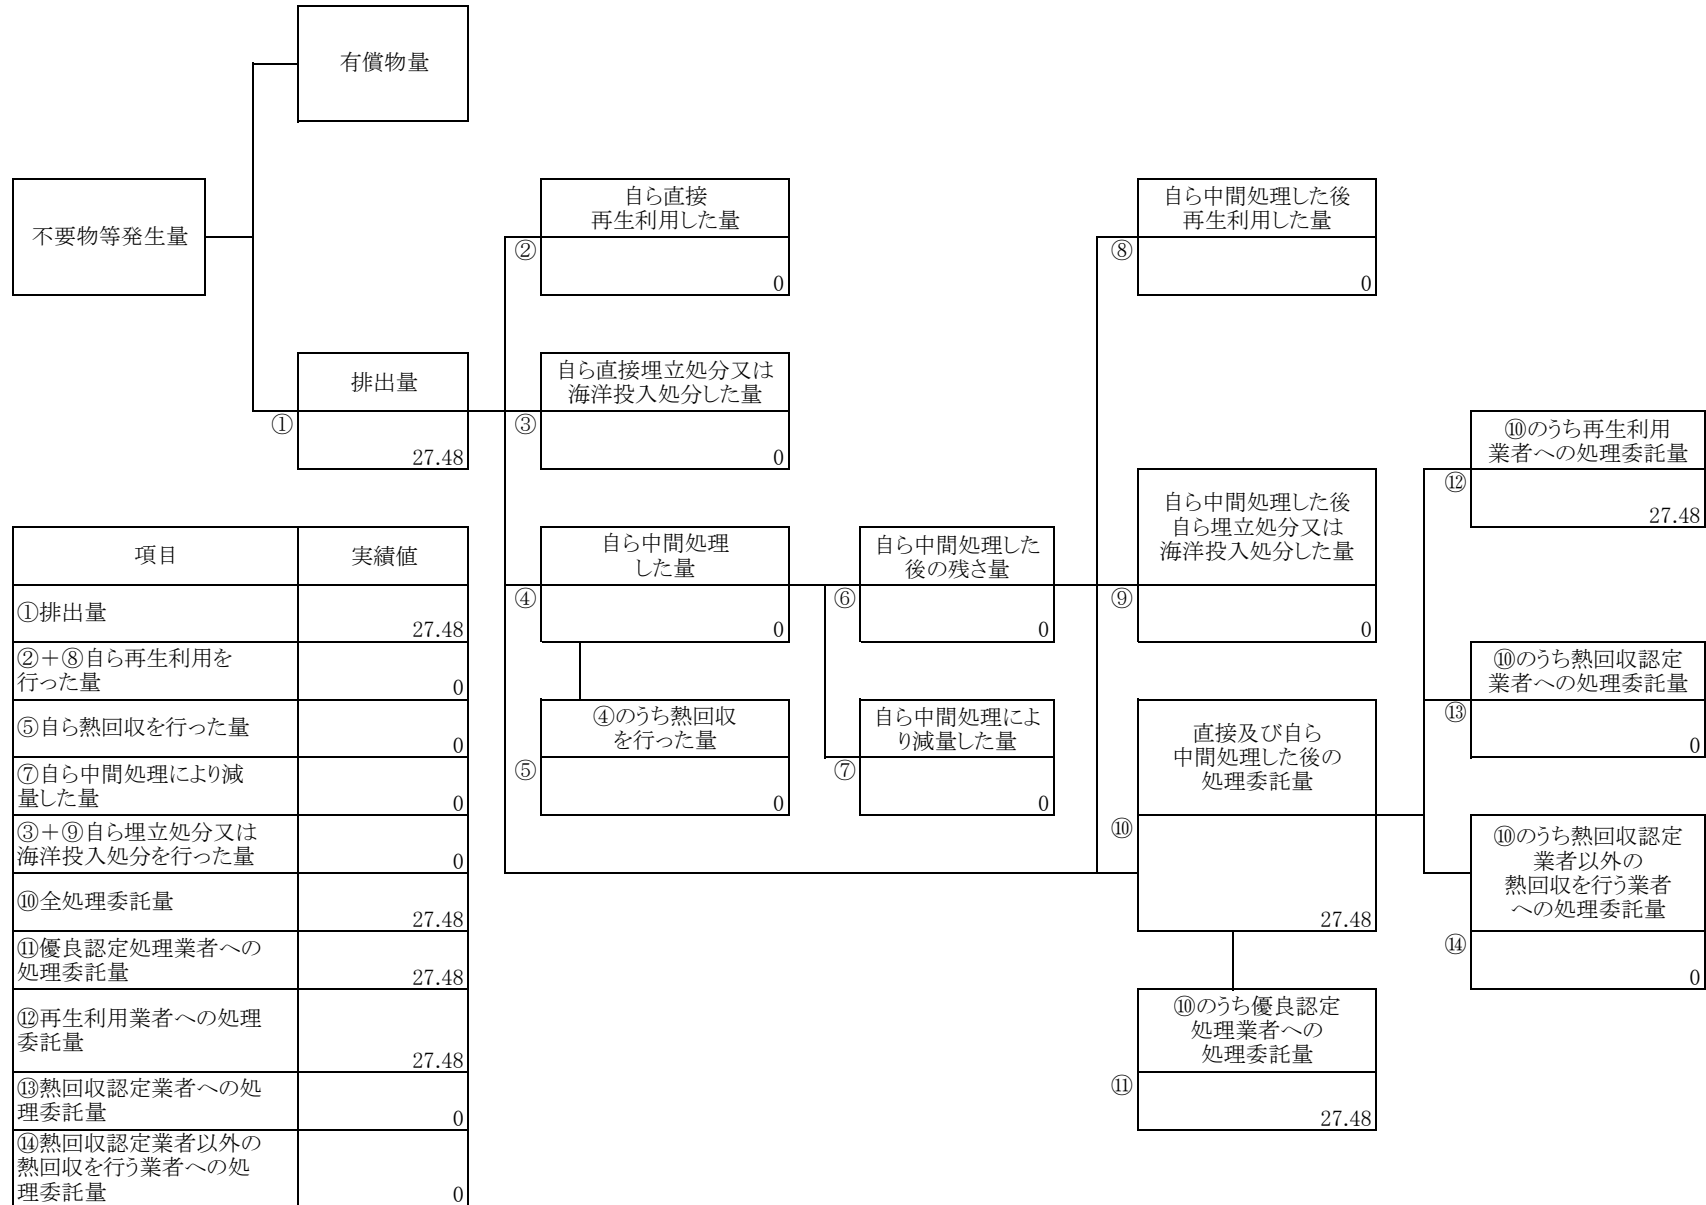 有償物量
不要物等発生量
自ら直接
再生利用した量
②
0
自ら中間処理した後
再生利用した量
⑧
0
排出量
①
27.48
自ら直接埋立処分又は
海洋投入処分した量
③
0
⑩のうち再生利用
業者への処理委託量
⑫
27.48
自ら中間処理した後
自ら埋立処分又は
海洋投入処分した量
⑨
0
自ら中間処理
した量
④
0
自ら中間処理した
後の残さ量
⑥
0
⑩のうち熱回収認定
業者への処理委託量
⑬
0
④のうち熱回収
を行った量
⑤
0
自ら中間処理によ
り減量した量
⑦
0
直接及び自ら
中間処理した後の
処理委託量
⑩
27.48
⑩のうち熱回収認定
業者以外の
熱回収を行う業者
への処理委託量
⑭
0
⑩のうち優良認定
処理業者への
処理委託量
⑪
27.48
項目 実績値
①排出量
27.48
②＋⑧自ら再生利用を
行った量
0
⑤自ら熱回収を行った量
0
⑦自ら中間処理により減
量した量
0
③＋⑨自ら埋立処分又は
海洋投入処分を行った量
0
⑩全処理委託量
27.48
⑪優良認定処理業者への
処理委託量
27.48
⑫再生利用業者への処理
委託量
27.48
⑬熱回収認定業者への処
理委託量
0
⑭熱回収認定業者以外の
熱回収を行う業者への処
理委託量
0